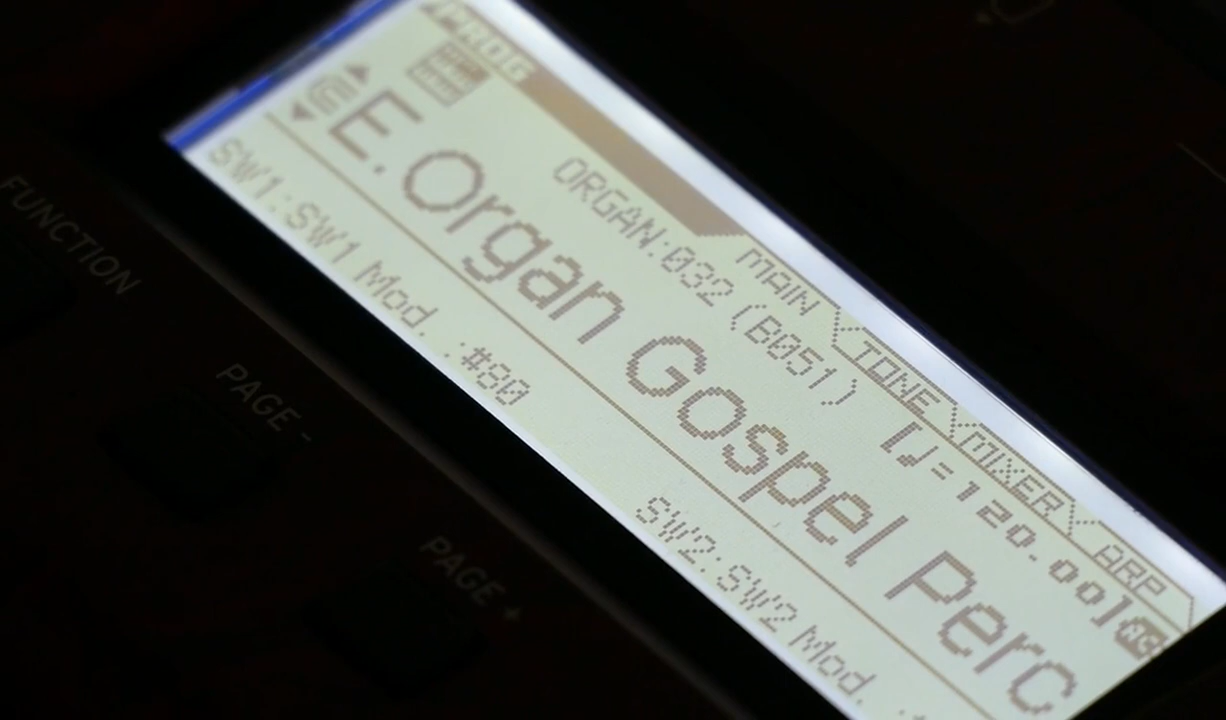 PROG
MAIN TONE MIXER ARP
ORGAN:032 (B051) [♩=120.00]
E. Organ Gospel Perc
SW1:SW1 Mod. :#80 SW2:SW2 Mod. :
FUNCTION
PAGE -
PAGE +